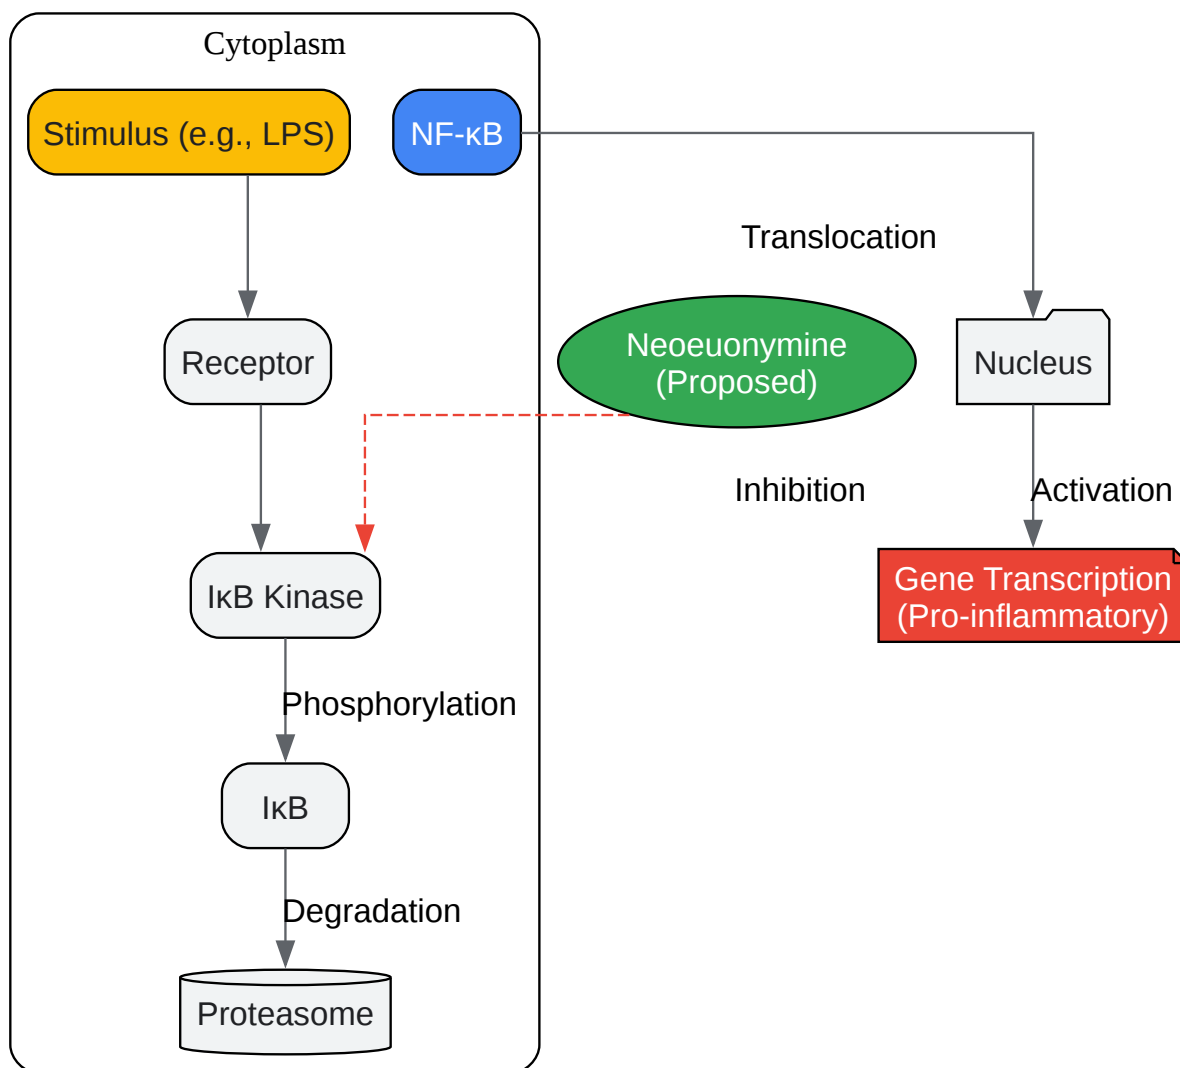 Cytoplasm
Stimulus (e.g., LPS)
NF-κB
Translocation
Receptor
Neoeuonymine
(Proposed)
Nucleus
Inhibition
Activation
IκB Kinase
Gene Transcription
(Pro-inflammatory)
Phosphorylation
IκB
Degradation
Proteasome